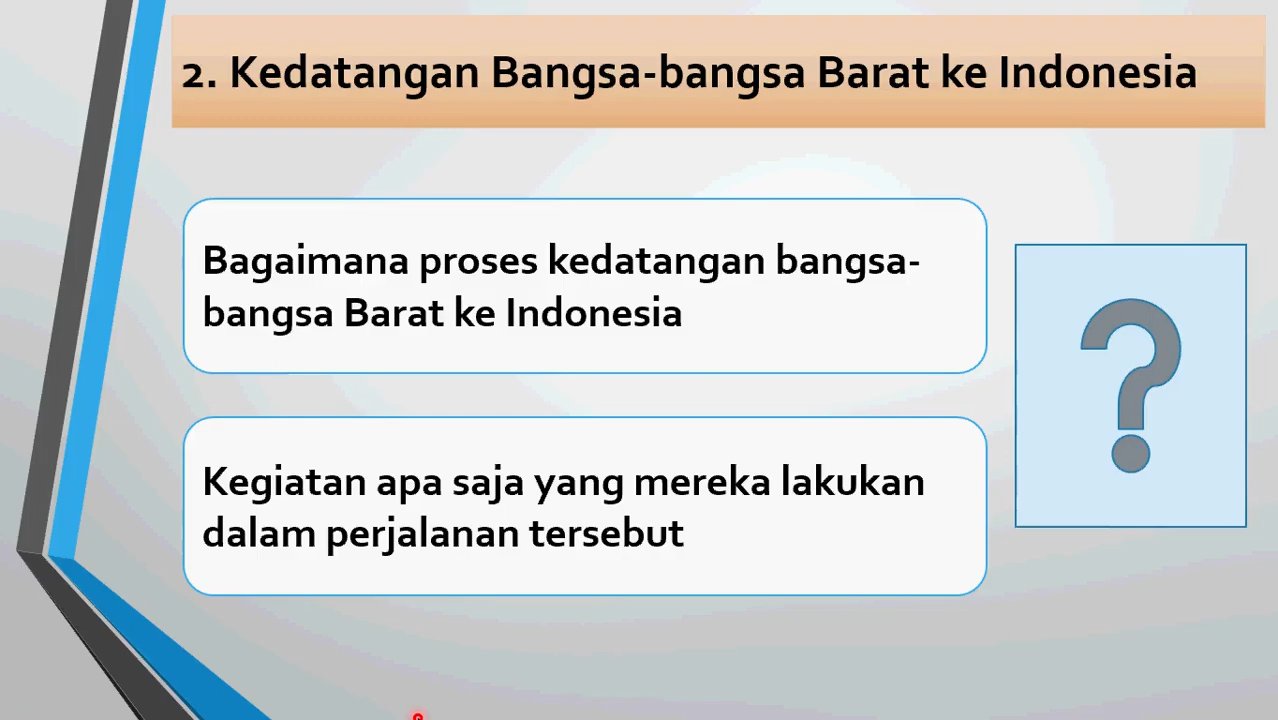 2. Kedatangan Bangsa-bangsa Barat ke Indonesia
Bagaimana proses kedatangan bangsa-
bangsa Barat ke Indonesia
?
Kegiatan apa saja yang mereka lakukan
dalam perjalanan tersebut